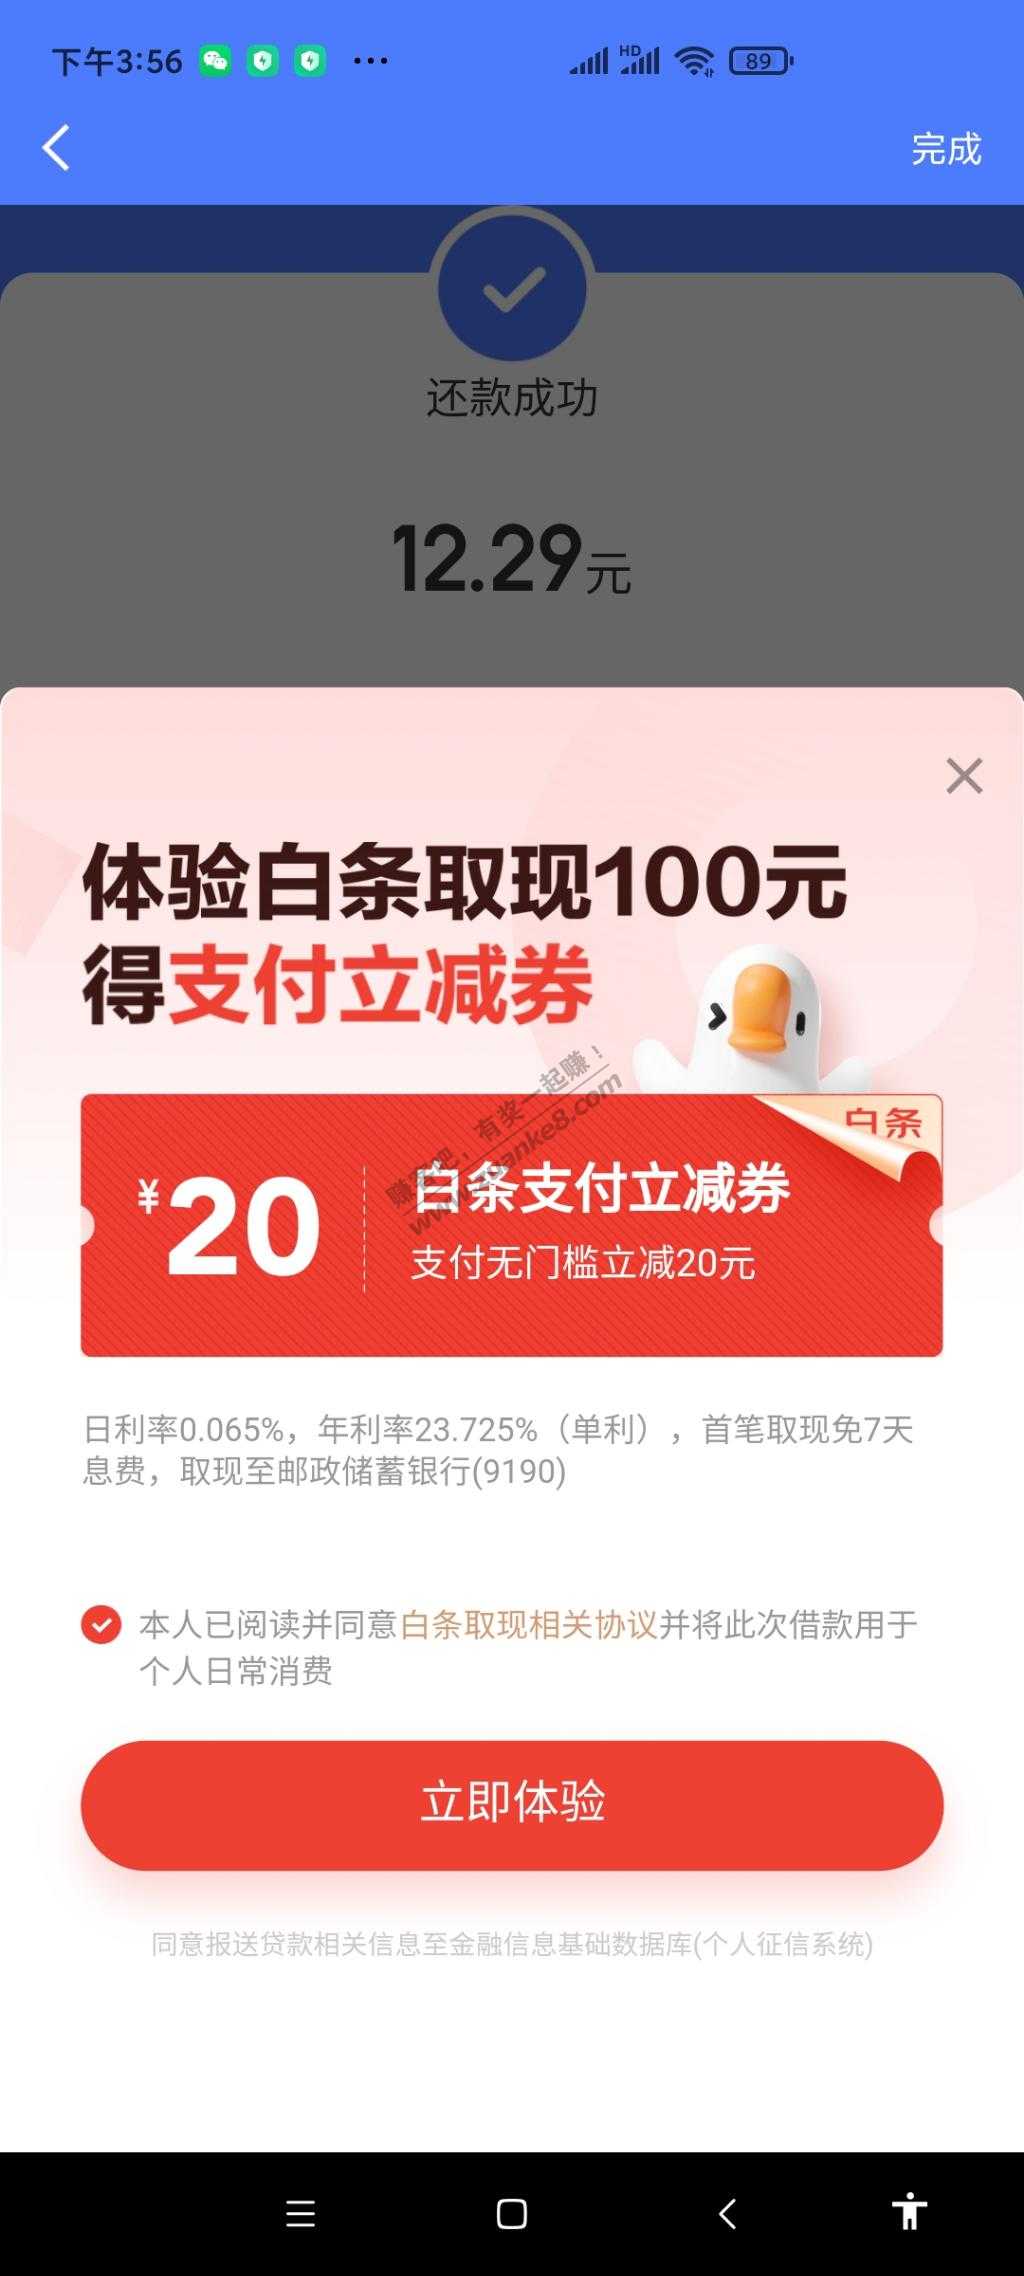 下午3:56
HD
89
完成
还款成功
12.29元
体验白条取现100元
得支付立减券
白条
¥20
白条支付立减券
支付无门槛立减20元
赚客吧，有奖一起赚！
www.zuanke8.com
日利率0.065%，年利率23.725%（单利），首笔取现免7天
息费，取现至邮政储蓄银行(9190)
本人已阅读并同意白条取现相关协议并将此次借款用于
个人日常消费
立即体验
同意报送贷款相关信息至金融信息基础数据库(个人征信系统)